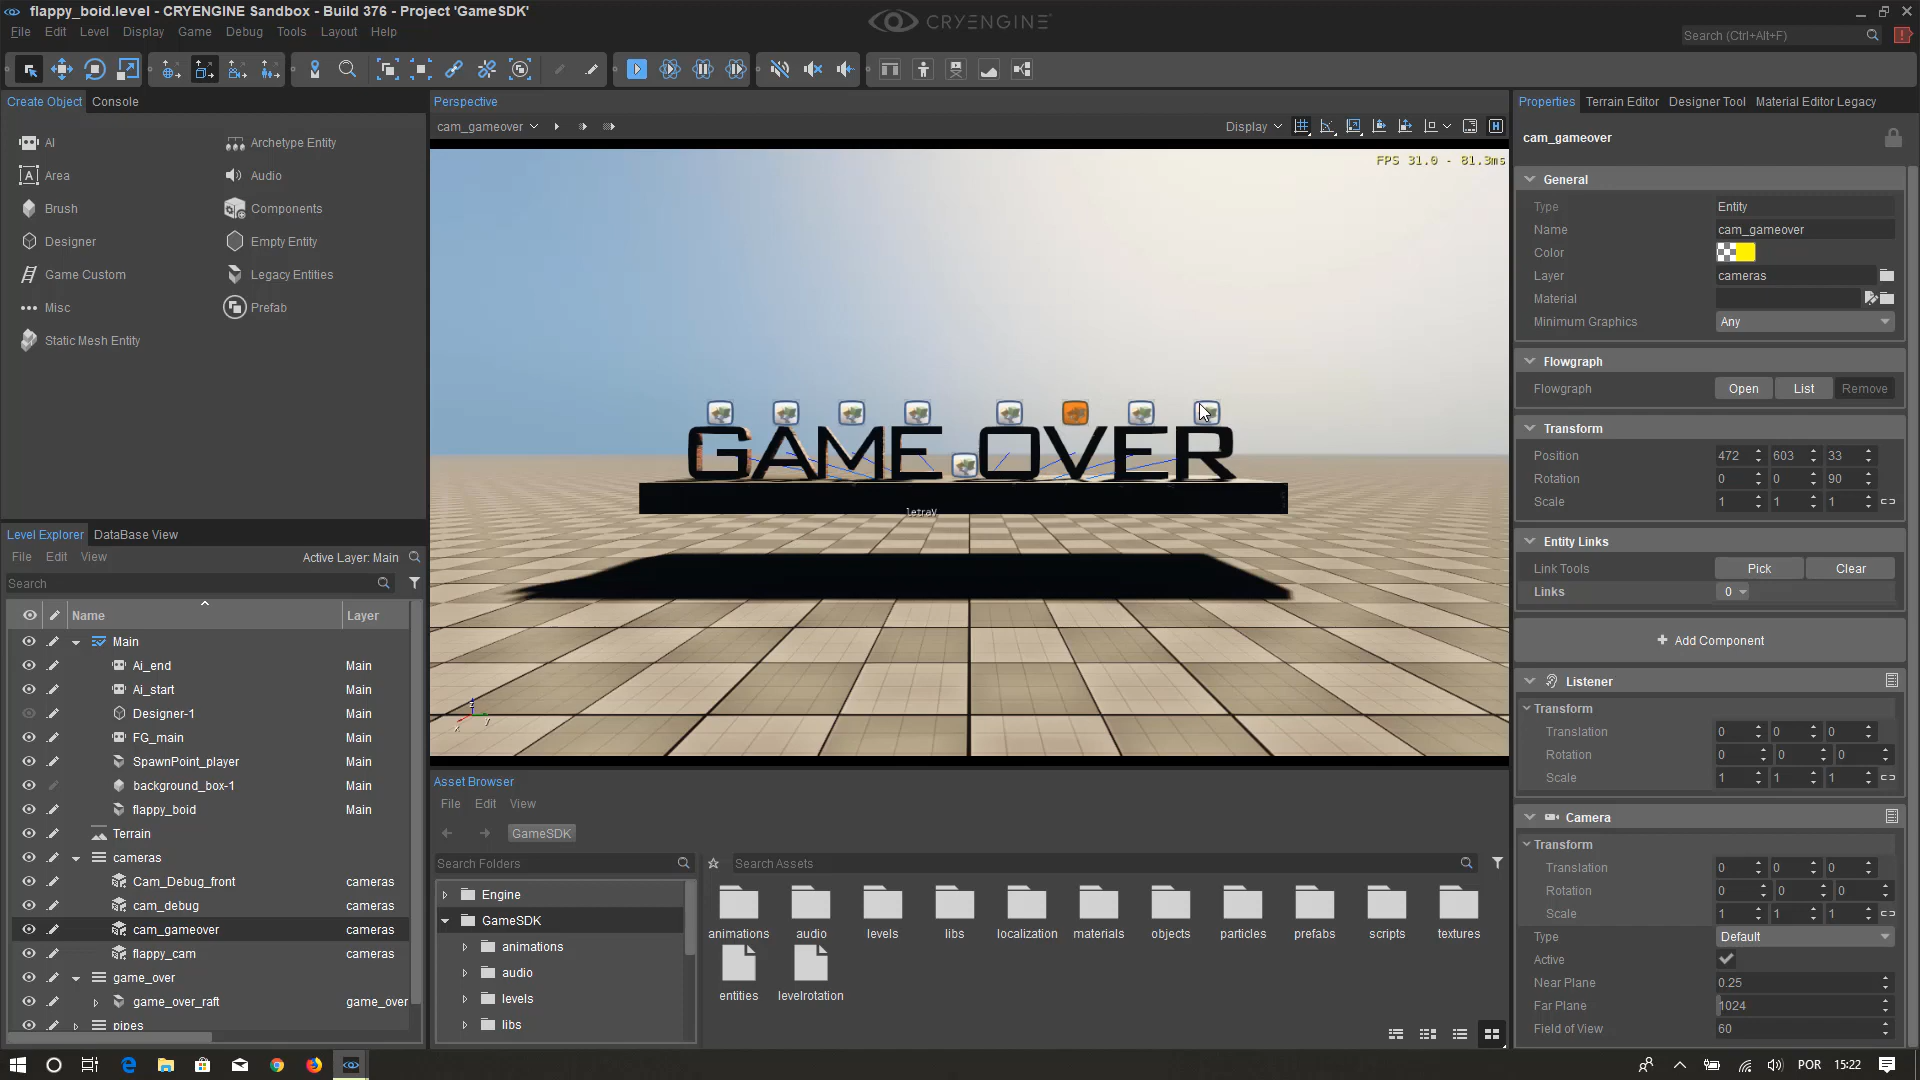 flappy_boid.level - CRYENGINE Sandbox - Build 376 - Project 'GameSDK'
CRYENGINE
File Edit Level Display Game Debug Tools Layout Help
Search (Ctrl+Alt+F)
Create Object Console
AI
Archetype Entity
Area
Audio
Brush
Components
Designer
Empty Entity
Game Custom
Legacy Entities
Misc
Prefab
Static Mesh Entity
Perspective
cam_gameover
Display
FPS 31.0 - 81.3ms
GAME OVER
letraV
Level Explorer DataBase View
File Edit View
Active Layer: Main
Search
Name Layer
Main
Ai_end Main
Ai_start Main
Designer-1 Main
FG_main Main
SpawnPoint_player Main
background_box-1 Main
flappy_boid Main
Terrain
cameras
Cam_Debug_front cameras
cam_debug cameras
cam_gameover cameras
flappy_cam cameras
game_over
game_over_raft game_over
pipes
Asset Browser
File Edit View
GameSDK
Search Folders
Search Assets
Engine
GameSDK
animations
audio
levels
libs
animations audio levels libs localization materials objects particles prefabs scripts textures
entities levelrotation
Properties Terrain Editor Designer Tool Material Editor Legacy
cam_gameover
General
Type Entity
Name cam_gameover
Color
Layer cameras
Material
Minimum Graphics Any
Flowgraph
Flowgraph Open List Remove
Transform
Position 472 603 33
Rotation 0 0 90
Scale 1 1 1
Entity Links
Link Tools Pick Clear
Links 0
Add Component
Listener
Transform
Translation 0 0 0
Rotation 0 0 0
Scale 1 1 1
Camera
Transform
Translation 0 0 0
Rotation 0 0 0
Scale 1 1 1
Type Default
Active
Near Plane 0.25
Far Plane 1024
Field of View 60
POR 15:22